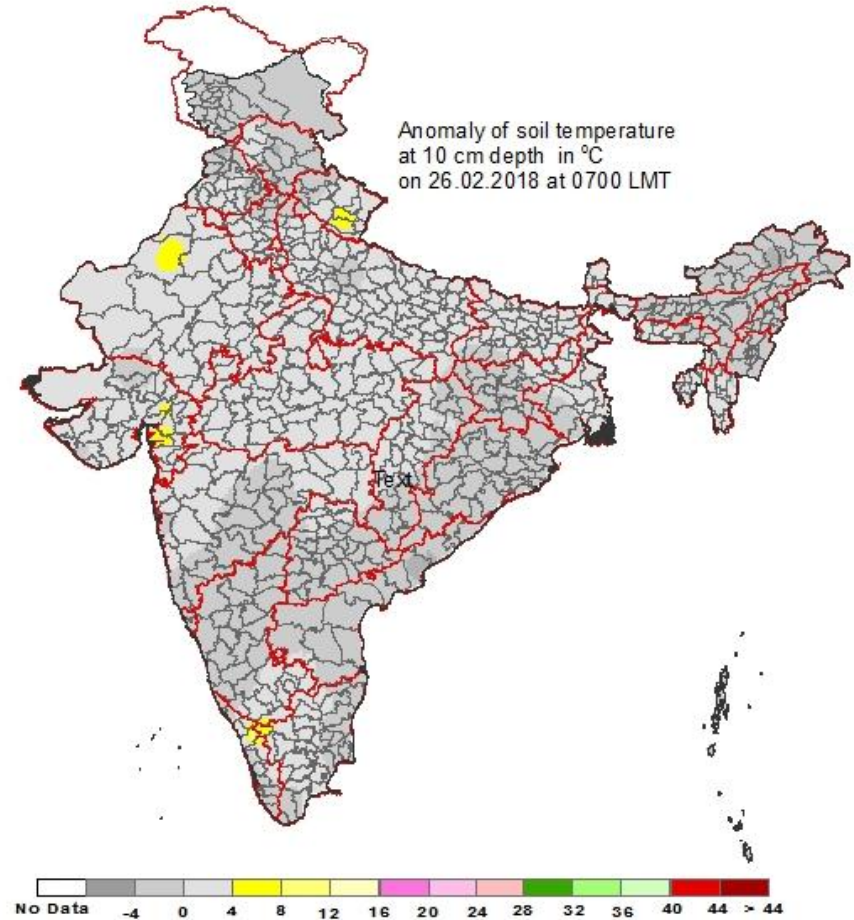 Anomaly of soil temperature
at 10 cm depth in °C
on 26.02.2018 at 0700 LMT
Text
No Data -4 0 4 8 12 16 20 24 28 32 36 40 44 > 44